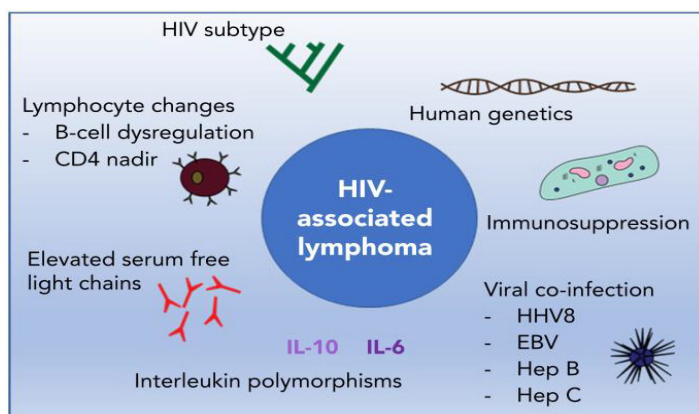 HIV subtype
Human genetics
Lymphocyte changes
- B-cell dysregulation
- CD4 nadir
HIV-
associated
lymphoma
Immunosuppression
Elevated serum free
light chains
Viral co-infection
- HHV8
- EBV
- Hep B
- Hep C
IL-10 IL-6
Interleukin polymorphisms